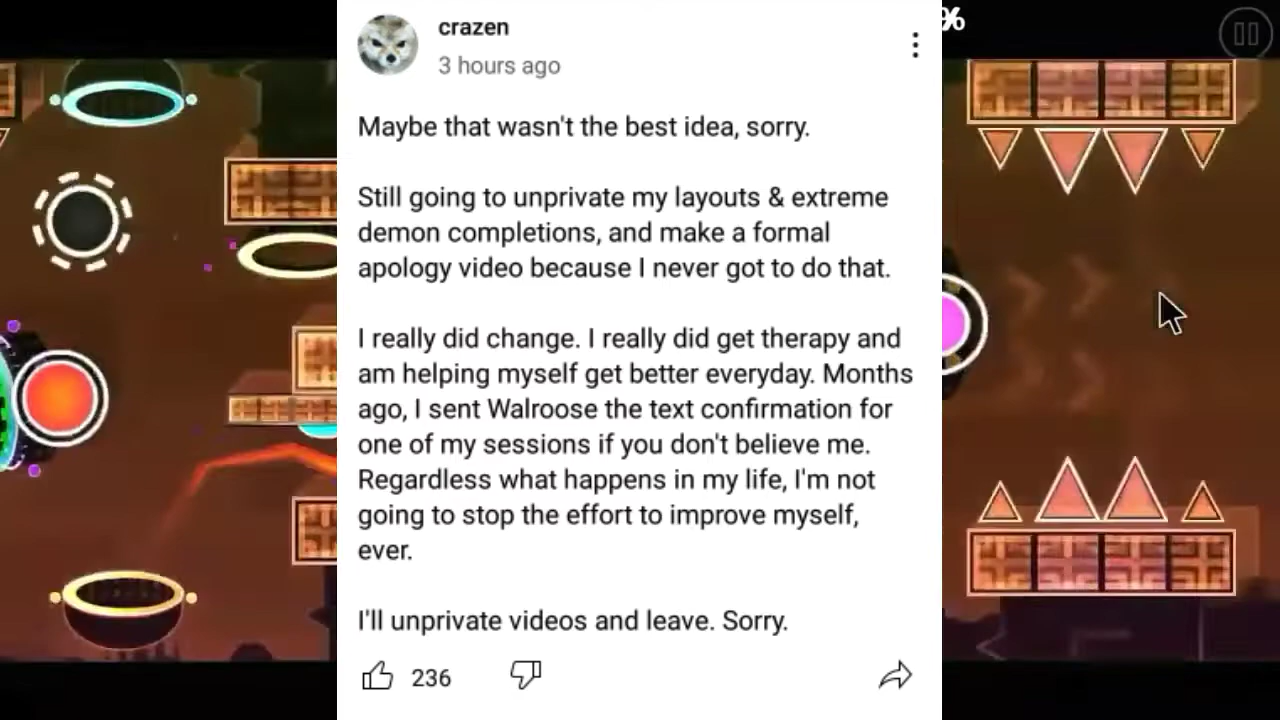 crazen
3 hours ago
%
Maybe that wasn't the best idea, sorry.
Still going to unprivate my layouts & extreme
demon completions, and make a formal
apology video because I never got to do that.
I really did change. I really did get therapy and
am helping myself get better everyday. Months
ago, I sent Walroose the text confirmation for
one of my sessions if you don't believe me.
Regardless what happens in my life, I'm not
going to stop the effort to improve myself,
ever.
I'll unprivate videos and leave. Sorry.
236